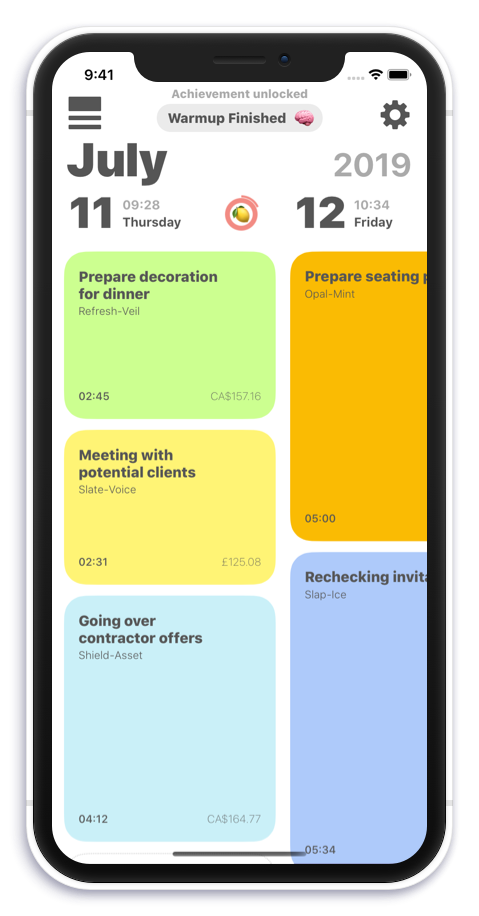 9:41
Achievement unlocked
Warmup Finished
July
2019
11
09:28
Thursday
12
10:34
Friday
Prepare decoration
for dinner
Refresh-Veil
02:45
CA$157.16
Meeting with
potential clients
Slate-Voice
02:31
£125.08
Going over
contractor offers
Shield-Asset
04:12
CA$164.77
Prepare seating
Opal-Mint
05:00
Rechecking
Slap-Ice
05:34